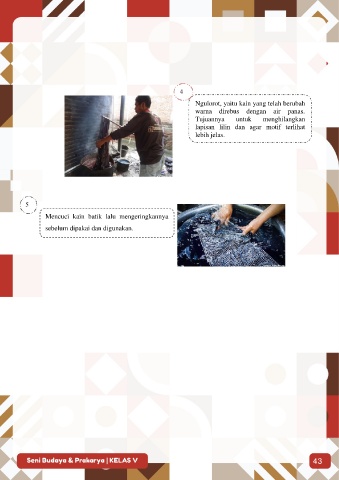 4
Nglolrot, yaitu kain yang telah berubah
warna direbus dengan air panas.
Tujuannya untuk menghilangkan
lapisan lilin dan agar motif terlihat
lebih jelas.
5
Mencuci kain batik lalu mengeringkannya
sebelum dipakai dan digunakan.
Seni Budaya & Prakarya | KELAS V
43